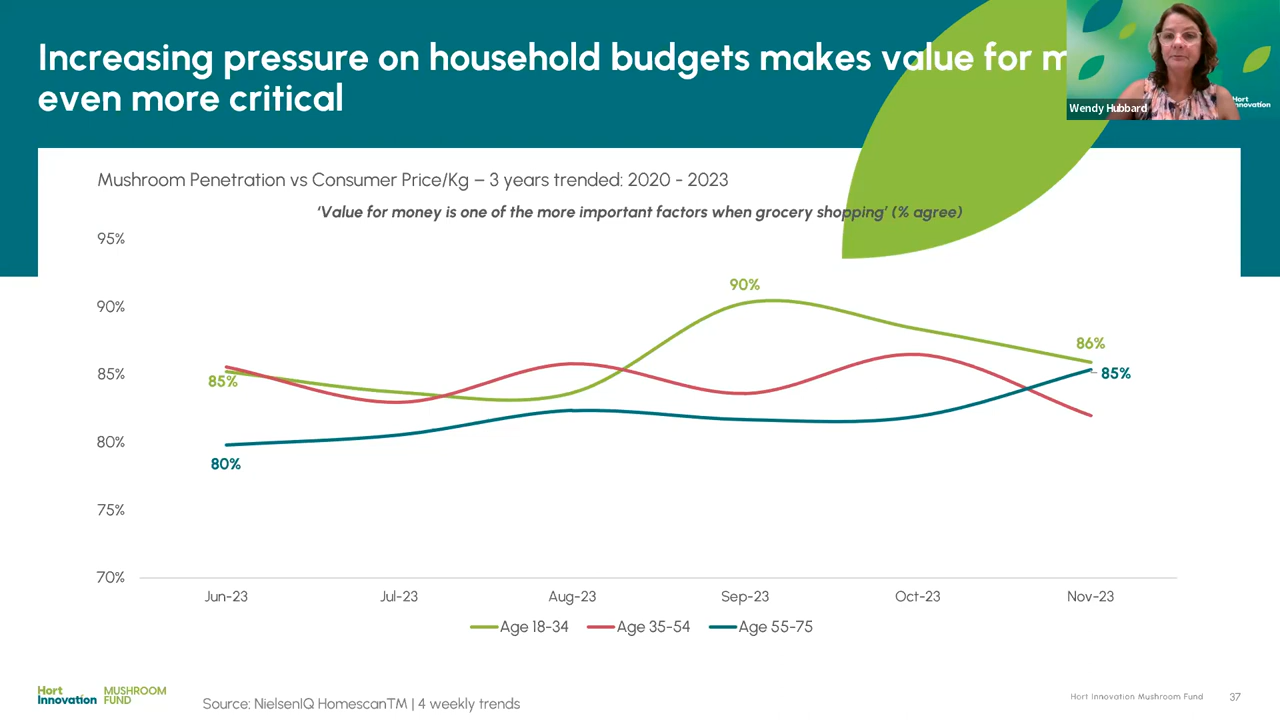 Increasing pressure on household budgets makes value for m
even more critical
Wendy Hubbard
Hort
Innovation
Mushroom Penetration vs Consumer Price/Kg – 3 years trended: 2020 - 2023
‘Value for money is one of the more important factors when grocery shopping’ (% agree)
95%
90%
85%
80%
75%
70%
90%
86%
85%
85%
80%
Jun-23 Jul-23 Aug-23 Sep-23 Oct-23 Nov-23
Age 18-34 Age 35-54 Age 55-75
Hort
Innovation
MUSHROOM
FUND
Source: NielsenIQ HomescanTM | 4 weekly trends
Hort Innovation Mushroom Fund 37